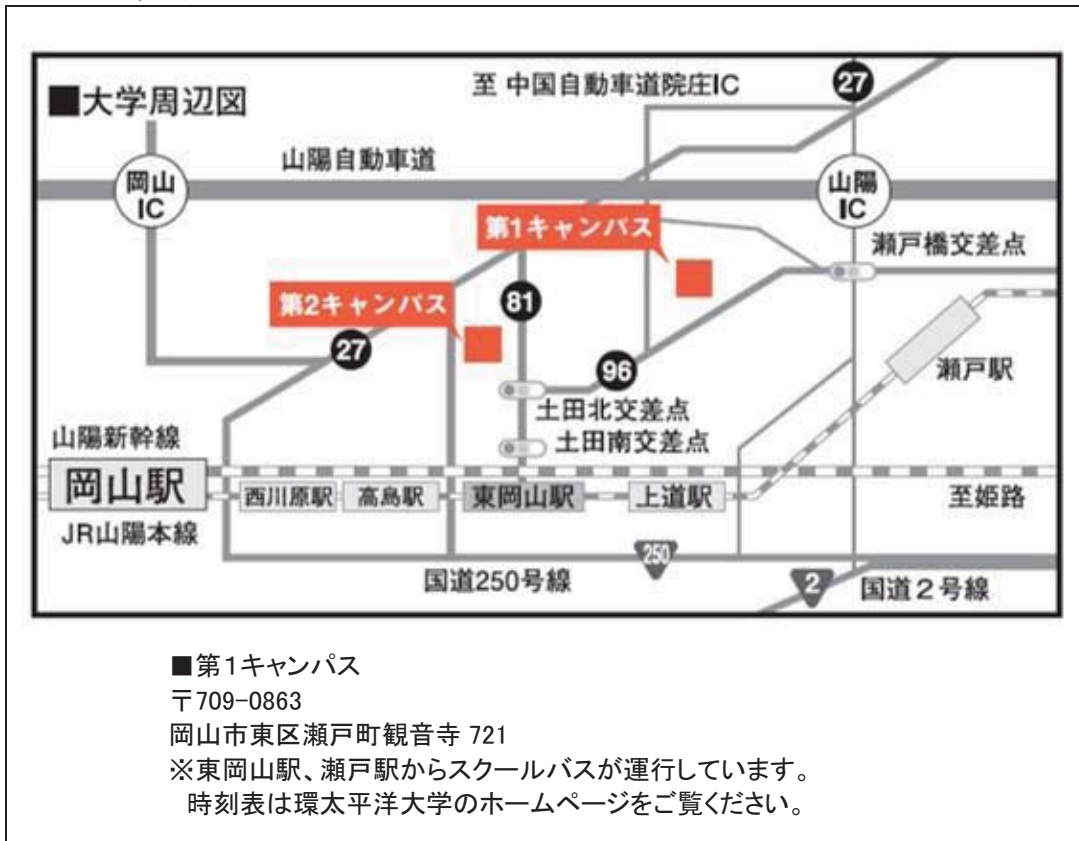 ■大学周辺図
至 中国自動車道院庄IC
27
山陽自動車道
岡山
IC
山陽
IC
第1キャンパス
瀬戸橋交差点
第2キャンパス
81
27
96
瀬戸駅
土田北交差点
土田南交差点
山陽新幹線
岡山駅
西川原駅
高島駅
東岡山駅
上道駅
至姫路
JR山陽本線
250
国道250号線
2
国道2号線
■第1キャンパス
〒709-0863
岡山市東区瀬戸町観音寺 721
※東岡山駅、瀬戸駅からスクールバスが運行しています。
時刻表は環太平洋大学のホームページをご覧ください。